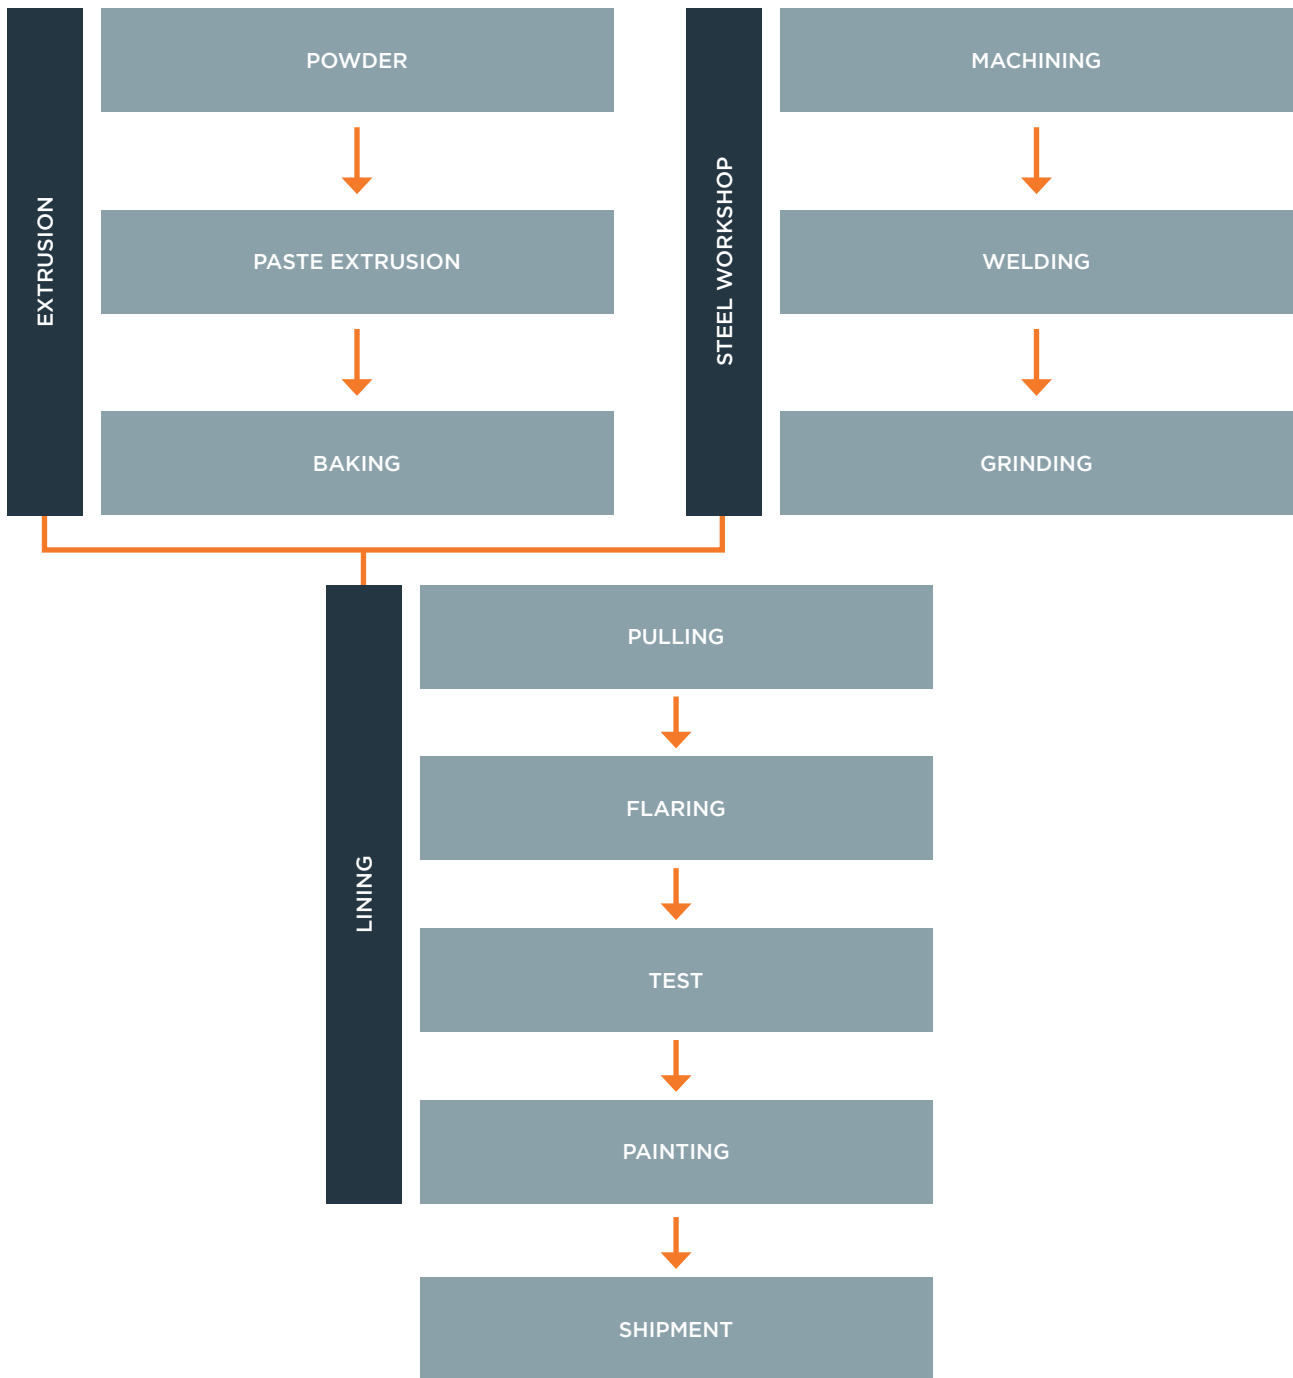 EXTRUSION
POWDER
PASTE EXTRUSION
BAKING
STEEL WORKSHOP
MACHINING
WELDING
GRINDING
LINING
PULLING
FLARING
TEST
PAINTING
SHIPMENT